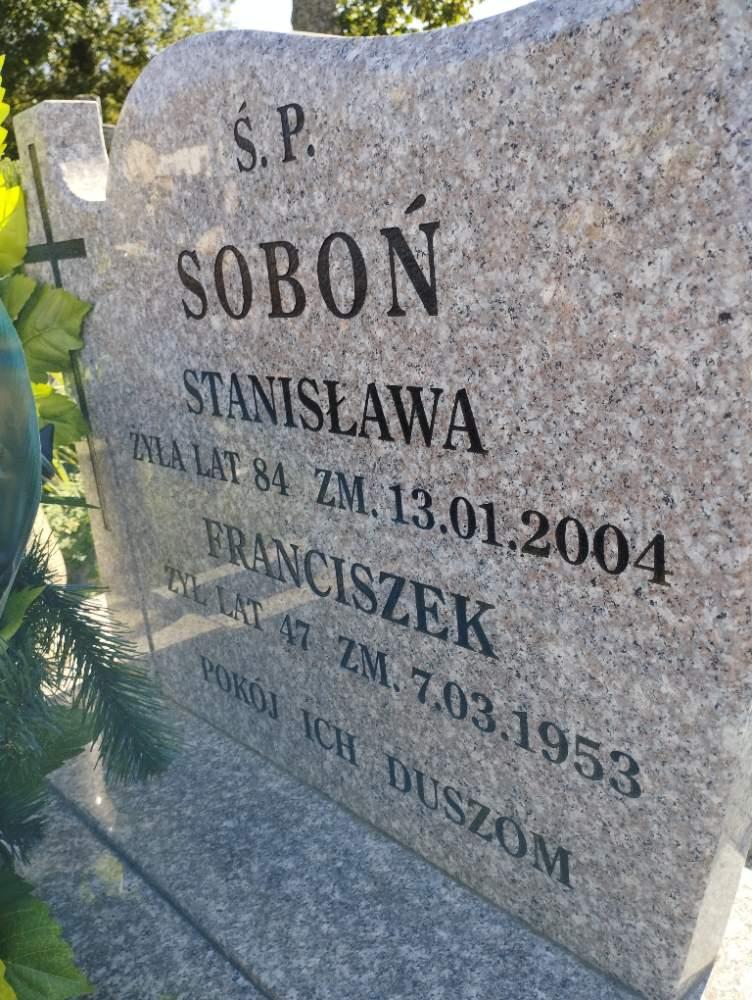 Ś. P.
SOBOŃ
STANISŁAWA
ŻYŁA LAT 84 ZM. 13.01.2004
FRANCISZEK
ŻYŁ LAT 47 ZM. 7.03.1953
POKÓJ ICH DUSZOM